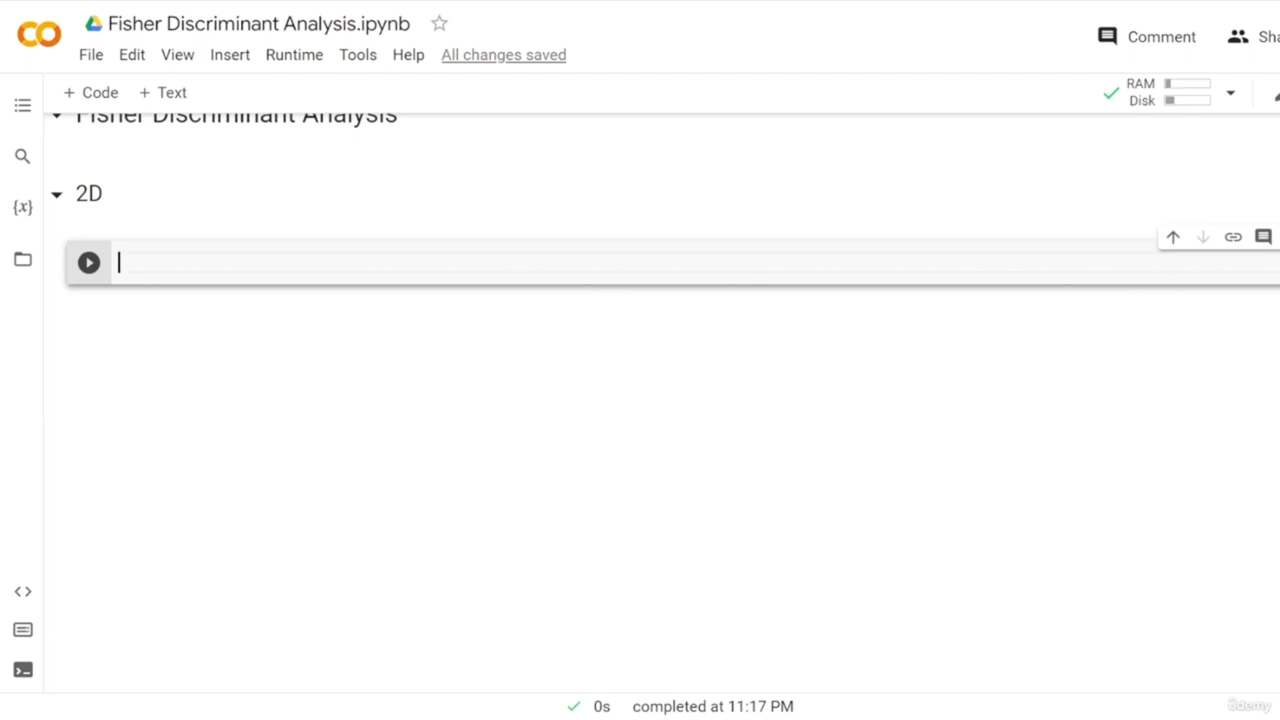 Fisher Discriminant Analysis.ipynb
Comment
File Edit View Insert Runtime Tools Help All changes saved
+ Code + Text
RAM
Disk
Fisher Discriminant Analysis
2D
{x}
0s completed at 11:17 PM
ûdemy